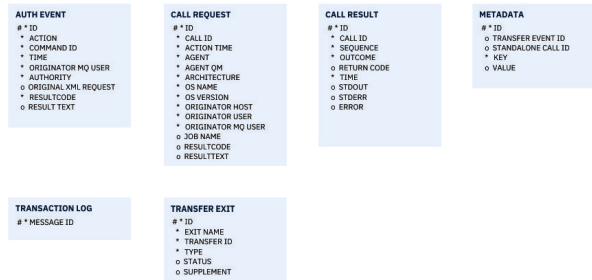 AUTH EVENT
# * ID
* ACTION
* COMMAND ID
* TIME
* ORIGINATOR MQ USER
* AUTHORITY
o ORIGINAL XML REQUEST
* RESULTCODE
o RESULT TEXT
CALL REQUEST
# * ID
* CALL ID
* ACTION TIME
* AGENT
* AGENT QM
* ARCHITECTURE
* OS NAME
* OS VERSION
* ORIGINATOR HOST
* ORIGINATOR USER
* ORIGINATOR MQ USER
o JOB NAME
o RESULTCODE
o RESULTTEXT
CALL RESULT
# * ID
* CALL ID
* SEQUENCE
* OUTCOME
o RETURN CODE
* TIME
o STDOUT
o STDERR
o ERROR
METADATA
# * ID
o TRANSFER EVENT ID
o STANDALONE CALL ID
* KEY
o VALUE
TRANSACTION LOG
# * MESSAGE ID
TRANSFER EXIT
# * ID
* EXIT NAME
* TRANSFER ID
* TYPE
o STATUS
o SUPPLEMENT